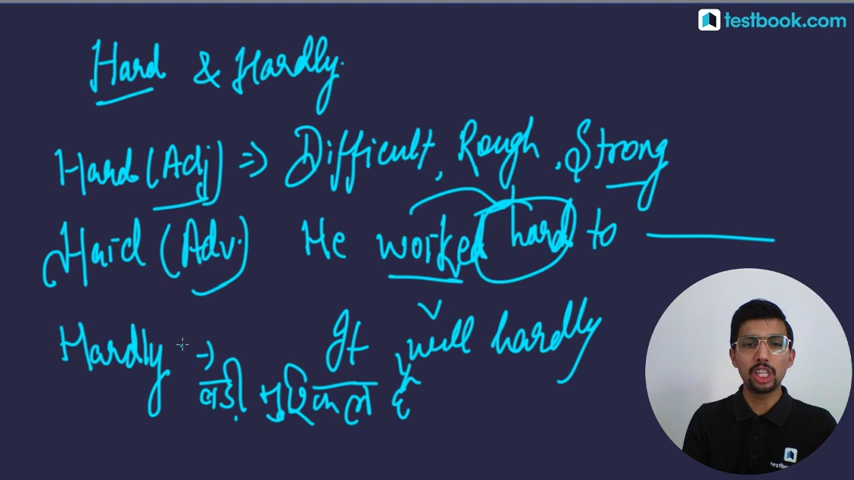 testbook.com
Hard & Hardly.
Hard (Adj) => Difficult, Rough, Strong
Hard (Adv.) He worked hard to
Hardly → It will hardly
बडी मुश्किल से
testbook